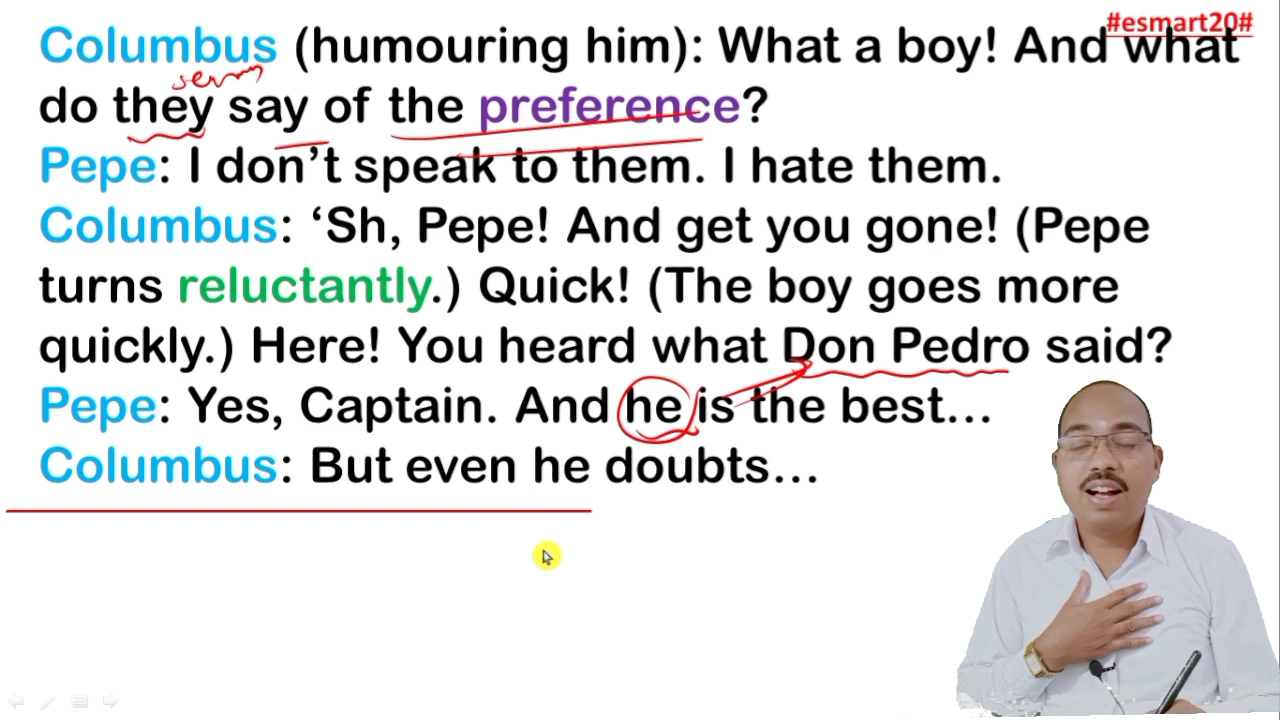 #esmart20#
Columbus (humouring him): What a boy! And what
do they say of the preference?
Pepe: I don’t speak to them. I hate them.
Columbus: ‘Sh, Pepe! And get you gone! (Pepe
turns reluctantly.) Quick! (The boy goes more
quickly.) Here! You heard what Don Pedro said?
Pepe: Yes, Captain. And he is the best…
Columbus: But even he doubts…